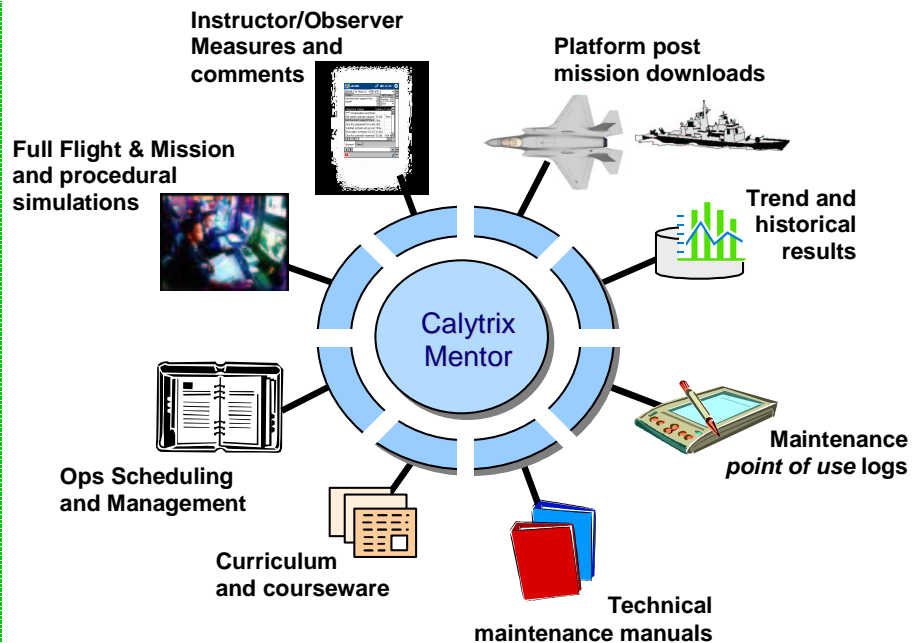 Instructor/Observer
Measures and
comments
Platform post
mission downloads
Full Flight & Mission
and procedural
simulations
Trend and
historical
results
Calytrix
Mentor
Maintenance
point of use logs
Ops Scheduling
and Management
Curriculum
and courseware
Technical
maintenance manuals